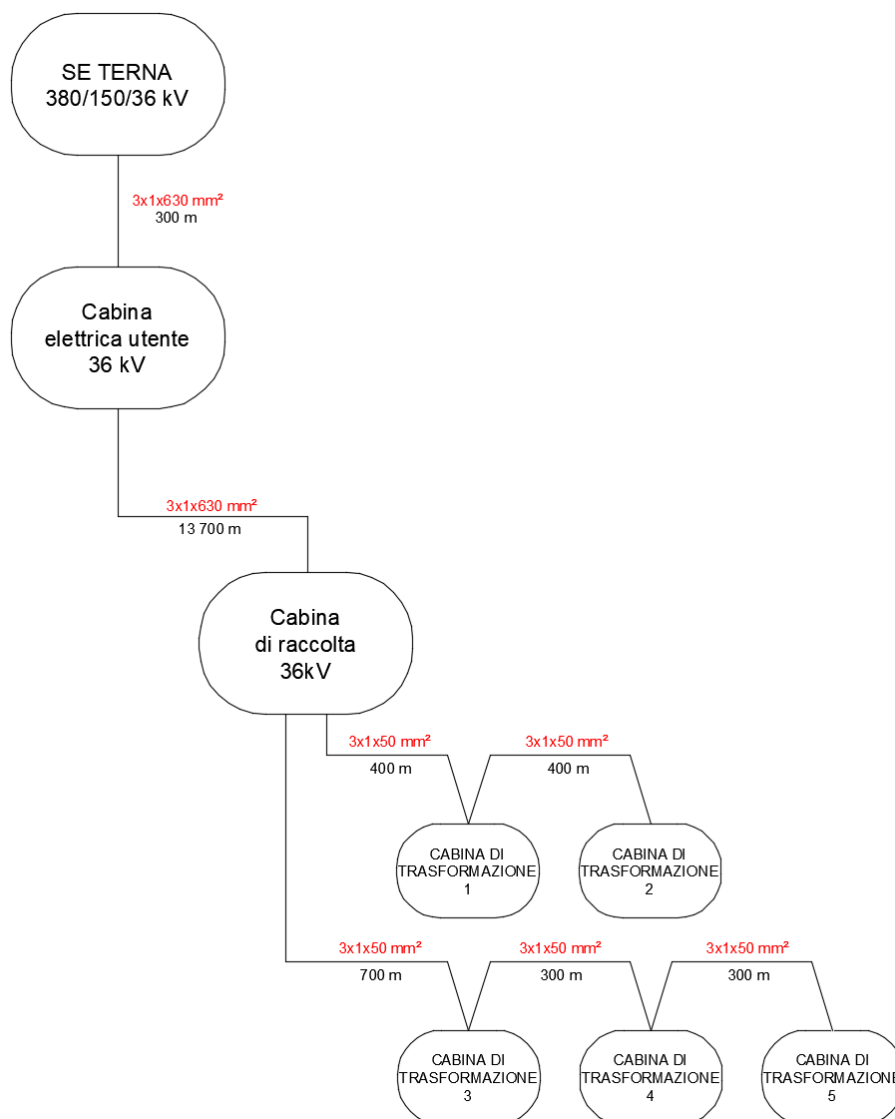 SE TERNA
380/150/36 kV
3x1x630 mm²
300 m
Cabina
elettrica utente
36 kV
3x1x630 mm²
13 700 m
Cabina
di raccolta
36kV
3x1x50 mm²
400 m
3x1x50 mm²
400 m
CABINA DI
TRASFORMAZIONE
1
CABINA DI
TRASFORMAZIONE
2
3x1x50 mm²
700 m
3x1x50 mm²
300 m
3x1x50 mm²
300 m
CABINA DI
TRASFORMAZIONE
3
CABINA DI
TRASFORMAZIONE
4
CABINA DI
TRASFORMAZIONE
5